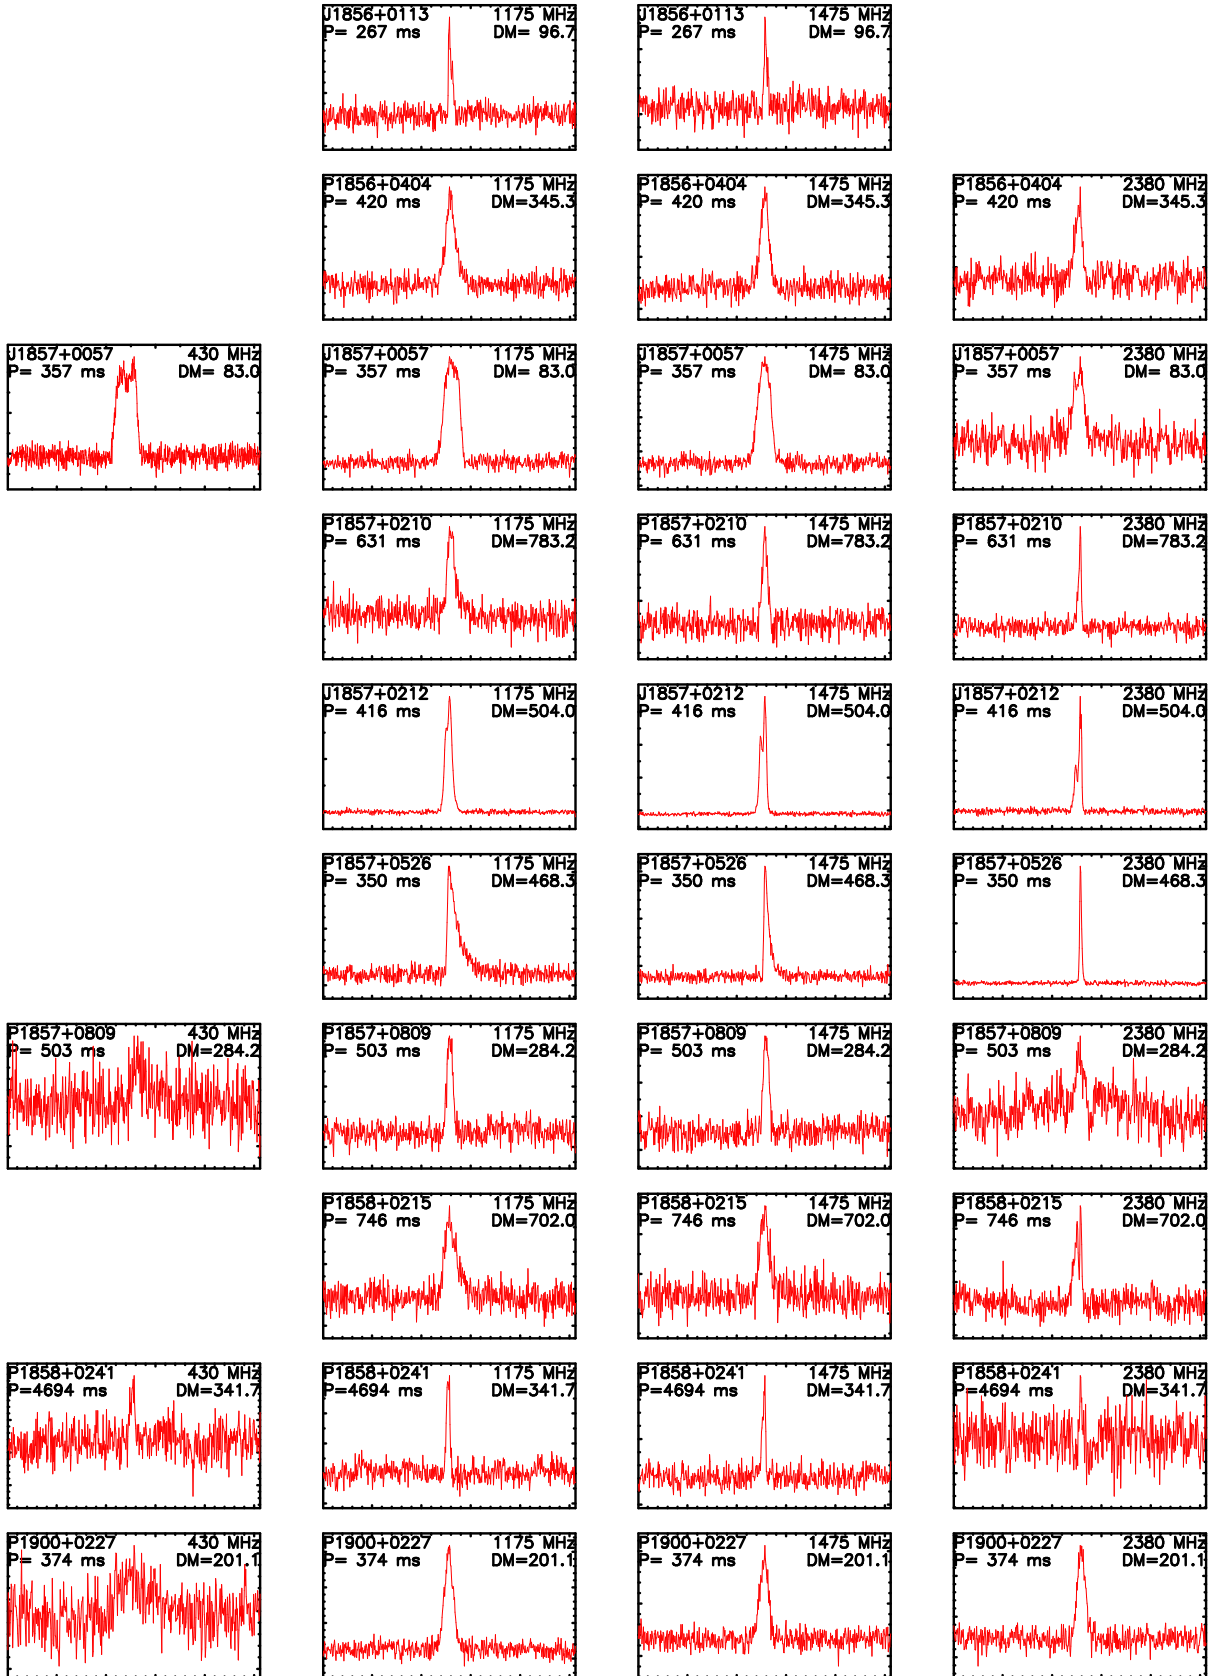 J1856+0113 1175 MHz
P= 267 ms DM= 96.7
J1856+0113 1475 MHz
P= 267 ms DM= 96.7
P1856+0404 1175 MHz
P= 420 ms DM=345.3
P1856+0404 1475 MHz
P= 420 ms DM=345.3
P1856+0404 2380 MHz
P= 420 ms DM=345.3
J1857+0057 430 MHz
P= 357 ms DM= 83.0
J1857+0057 1175 MHz
P= 357 ms DM= 83.0
J1857+0057 1475 MHz
P= 357 ms DM= 83.0
J1857+0057 2380 MHz
P= 357 ms DM= 83.0
P1857+0210 1175 MHz
P= 631 ms DM=783.2
P1857+0210 1475 MHz
P= 631 ms DM=783.2
P1857+0210 2380 MHz
P= 631 ms DM=783.2
J1857+0212 1175 MHz
P= 416 ms DM=504.0
J1857+0212 1475 MHz
P= 416 ms DM=504.0
J1857+0212 2380 MHz
P= 416 ms DM=504.0
P1857+0526 1175 MHz
P= 350 ms DM=468.3
P1857+0526 1475 MHz
P= 350 ms DM=468.3
P1857+0526 2380 MHz
P= 350 ms DM=468.3
P1857+0809 430 MHz
P= 503 ms DM=284.2
P1857+0809 1175 MHz
P= 503 ms DM=284.2
P1857+0809 1475 MHz
P= 503 ms DM=284.2
P1857+0809 2380 MHz
P= 503 ms DM=284.2
P1858+0215 1175 MHz
P= 746 ms DM=702.0
P1858+0215 1475 MHz
P= 746 ms DM=702.0
P1858+0215 2380 MHz
P= 746 ms DM=702.0
P1858+0241 430 MHz
P=4694 ms DM=341.7
P1858+0241 1175 MHz
P=4694 ms DM=341.7
P1858+0241 1475 MHz
P=4694 ms DM=341.7
P1858+0241 2380 MHz
P=4694 ms DM=341.7
P1900+0227 430 MHz
P= 374 ms DM=201.1
P1900+0227 1175 MHz
P= 374 ms DM=201.1
P1900+0227 1475 MHz
P= 374 ms DM=201.1
P1900+0227 2380 MHz
P= 374 ms DM=201.1